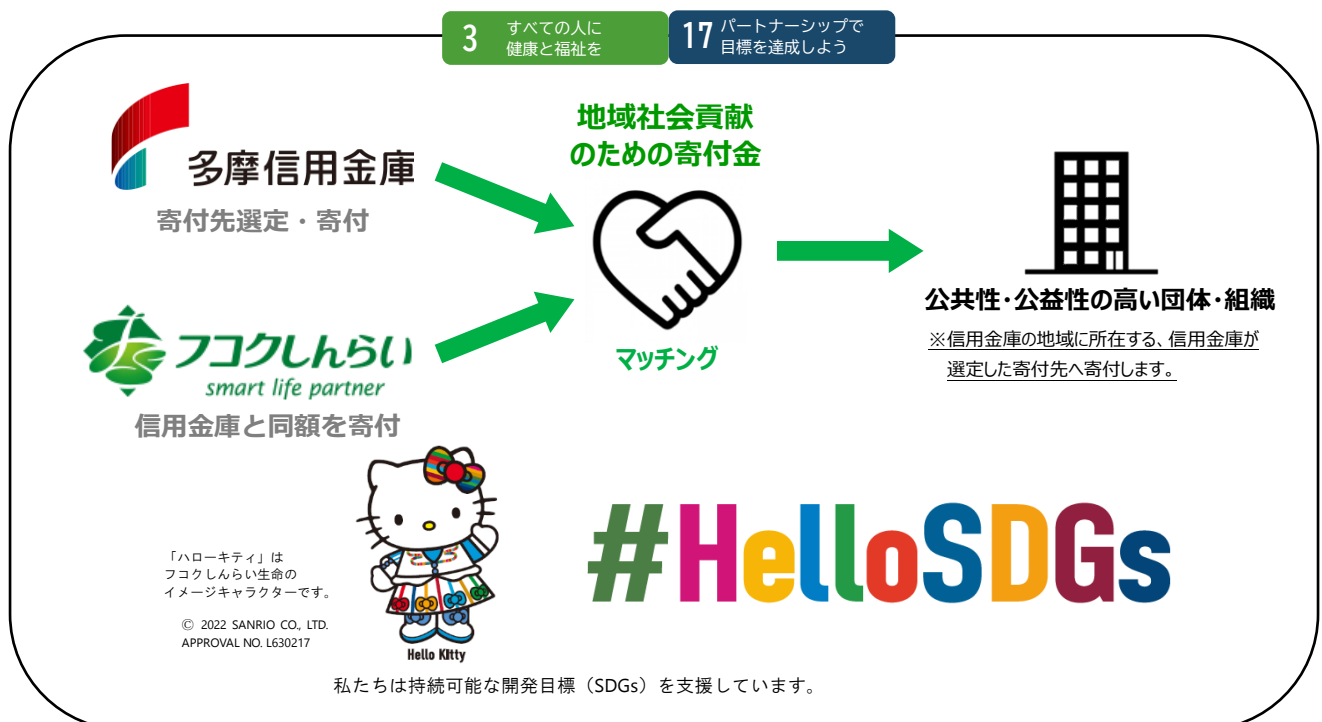 3 すべての人に
健康と福祉を
17 パートナーシップで
目標を達成しよう
多摩信用金庫
寄付先選定・寄付
地域社会貢献
のための寄付金
マッチング
公共性・公益性の高い団体・組織
※信用金庫の地域に所在する、信用金庫が
選定した寄付先へ寄付します。
フコクしんらい
smart life partner
信用金庫と同額を寄付
「ハローキティ」は
フコクしんらい生命の
イメージキャラクターです。
© 2022 SANRIO CO., LTD.
APPROVAL NO. L630217
Hello Kitty
#HelloSDGs
私たちは持続可能な開発目標（SDGs）を支援しています。